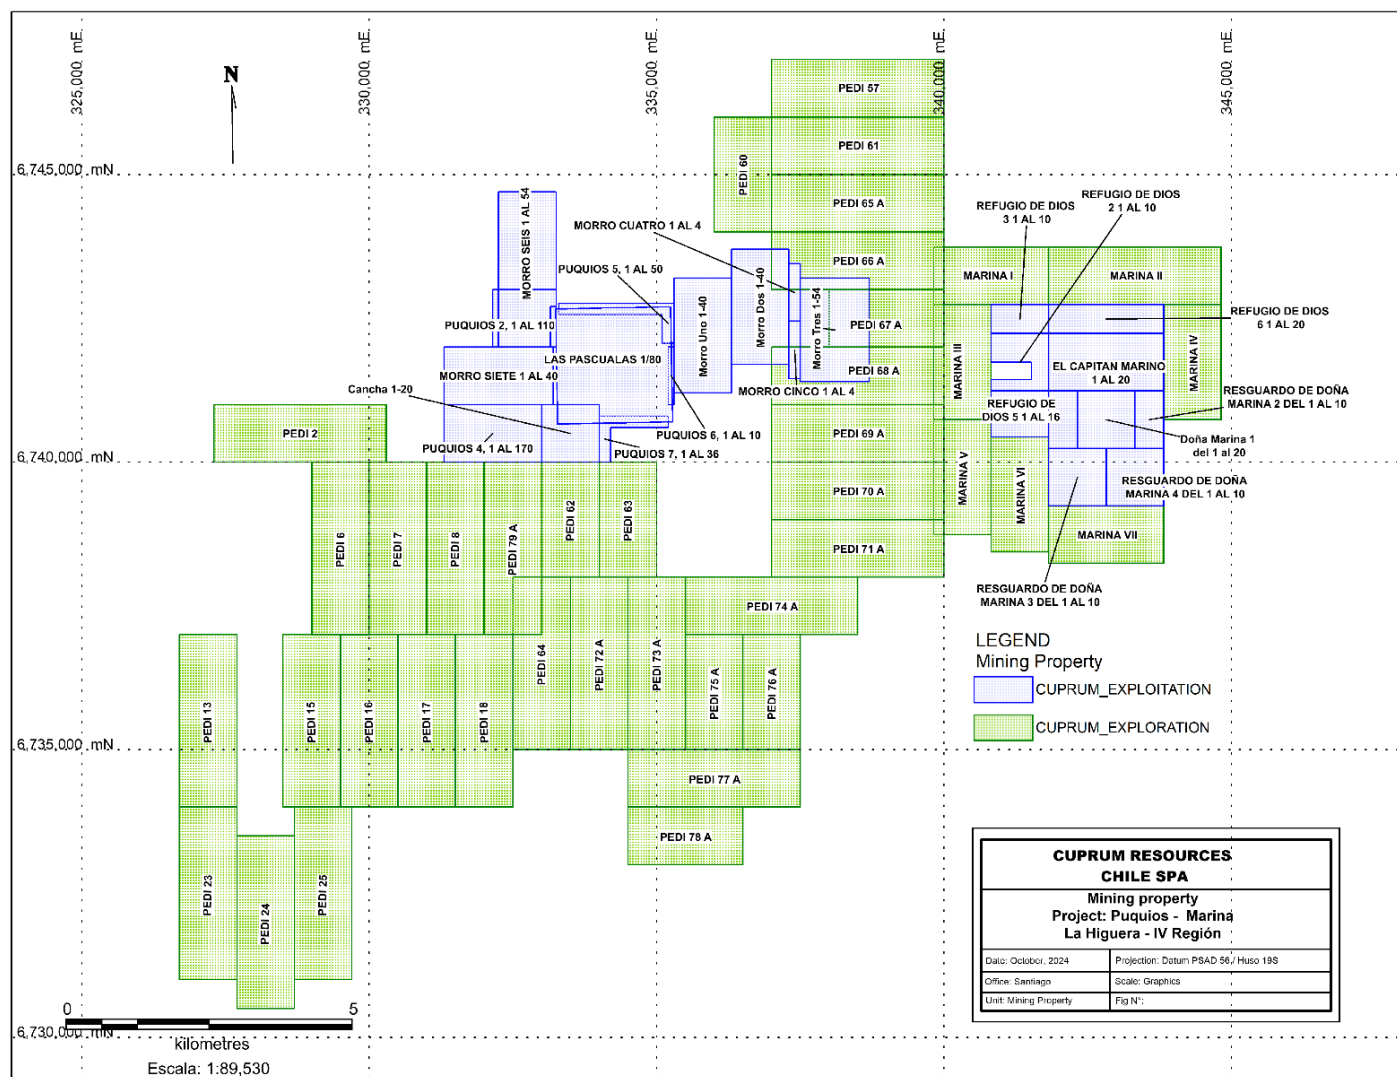 325,000 mE.
330,000 mE.
335,000 mE.
340,000 mE.
345,000 mE.
N
6,745,000 mN
6,740,000 mN
6,735,000 mN
6,730,000 mN
PEDI 57
PEDI 61
PEDI 60
PEDI 65 A
PEDI 66 A
PEDI 67 A
PEDI 68 A
PEDI 69 A
PEDI 70 A
PEDI 71 A
MORRO SEIS 1 AL 54
MORRO CUATRO 1 AL 4
PUQUIOS 5, 1 AL 50
PUQUIOS 2, 1 AL 110
LAS PASCUALAS 1/80
MORRO SIETE 1 AL 40
Cancha 1-20
PUQUIOS 4, 1 AL 170
PUQUIOS 6, 1 AL 10
PUQUIOS 7, 1 AL 36
Morro Uno 1-40
Morro Dos 1-40
Morro Tres 1-54
MORRO CINCO 1 AL 4
REFUGIO DE DIOS
3 1 AL 10
REFUGIO DE DIOS
2 1 AL 10
MARINA I
MARINA II
MARINA III
MARINA IV
REFUGIO DE DIOS
6 1 AL 20
EL CAPITAN MARINO
1 AL 20
REFUGIO DE
DIOS 5 1 AL 16
RESGUARDO DE DOÑA
MARINA 2 DEL 1 AL 10
Doña Marina 1
del 1 al 20
RESGUARDO DE DOÑA
MARINA 4 DEL 1 AL 10
MARINA V
MARINA VI
MARINA VII
RESGUARDO DE DOÑA
MARINA 3 DEL 1 AL 10
PEDI 2
PEDI 6
PEDI 7
PEDI 8
PEDI 79 A
PEDI 62
PEDI 63
PEDI 74 A
PEDI 13
PEDI 15
PEDI 16
PEDI 17
PEDI 18
PEDI 64
PEDI 72 A
PEDI 73 A
PEDI 75 A
PEDI 76 A
PEDI 77 A
PEDI 78 A
PEDI 23
PEDI 24
PEDI 25
LEGEND
Mining Property
CUPRUM_EXPLOITATION
CUPRUM_EXPLORATION
0 5
kilometres
Escala: 1:89,530
CUPRUM RESOURCES
CHILE SPA
Mining property
Project: Puquios - Marina
La Higuera - IV Región
Date: October, 2024
Projection: Datum PSAD 56 / Huso 19S
Office: Santiago
Scale: Graphics
Unit: Mining Property
Fig N°: